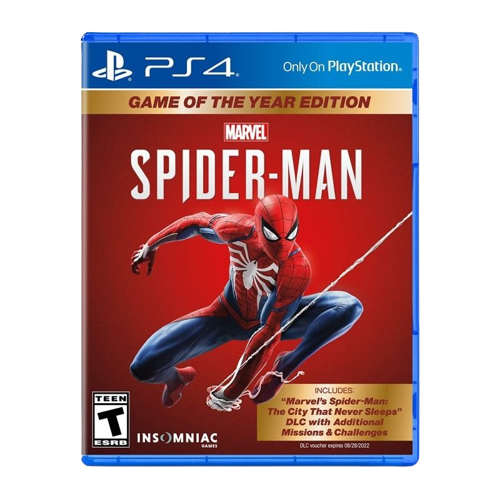 PS4
Only On PlayStation®
GAME OF THE YEAR EDITION
MARVEL
SPIDER-MAN
INCLUDES:
"Marvel's Spider-Man:
The City That Never Sleeps"
DLC with Additional
Missions & Challenges
DLC voucher expires 08/28/2022
TEEN
T
ESRB
INSOMNIAC
GAMES